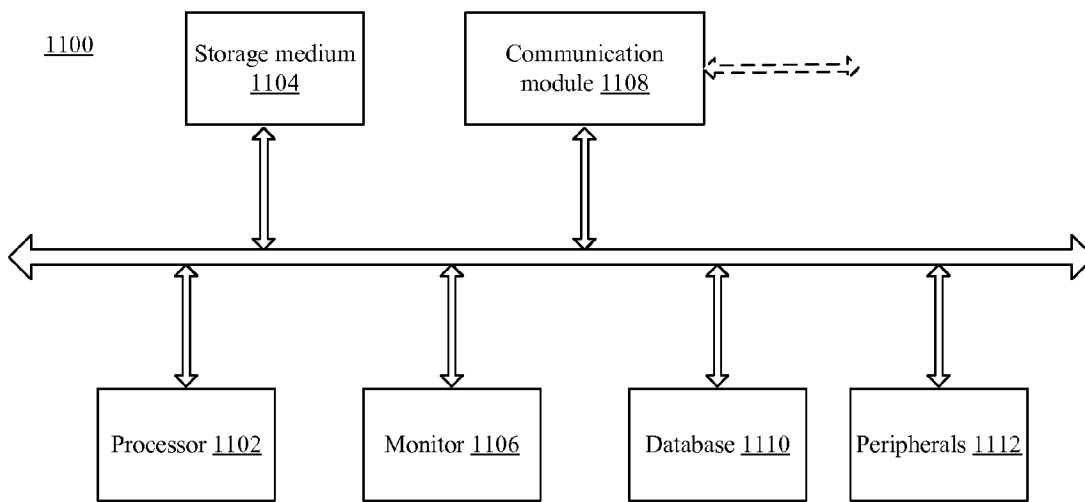 1100
Storage medium
1104
Communication
module 1108
Processor 1102
Monitor 1106
Database 1110
Peripherals 1112